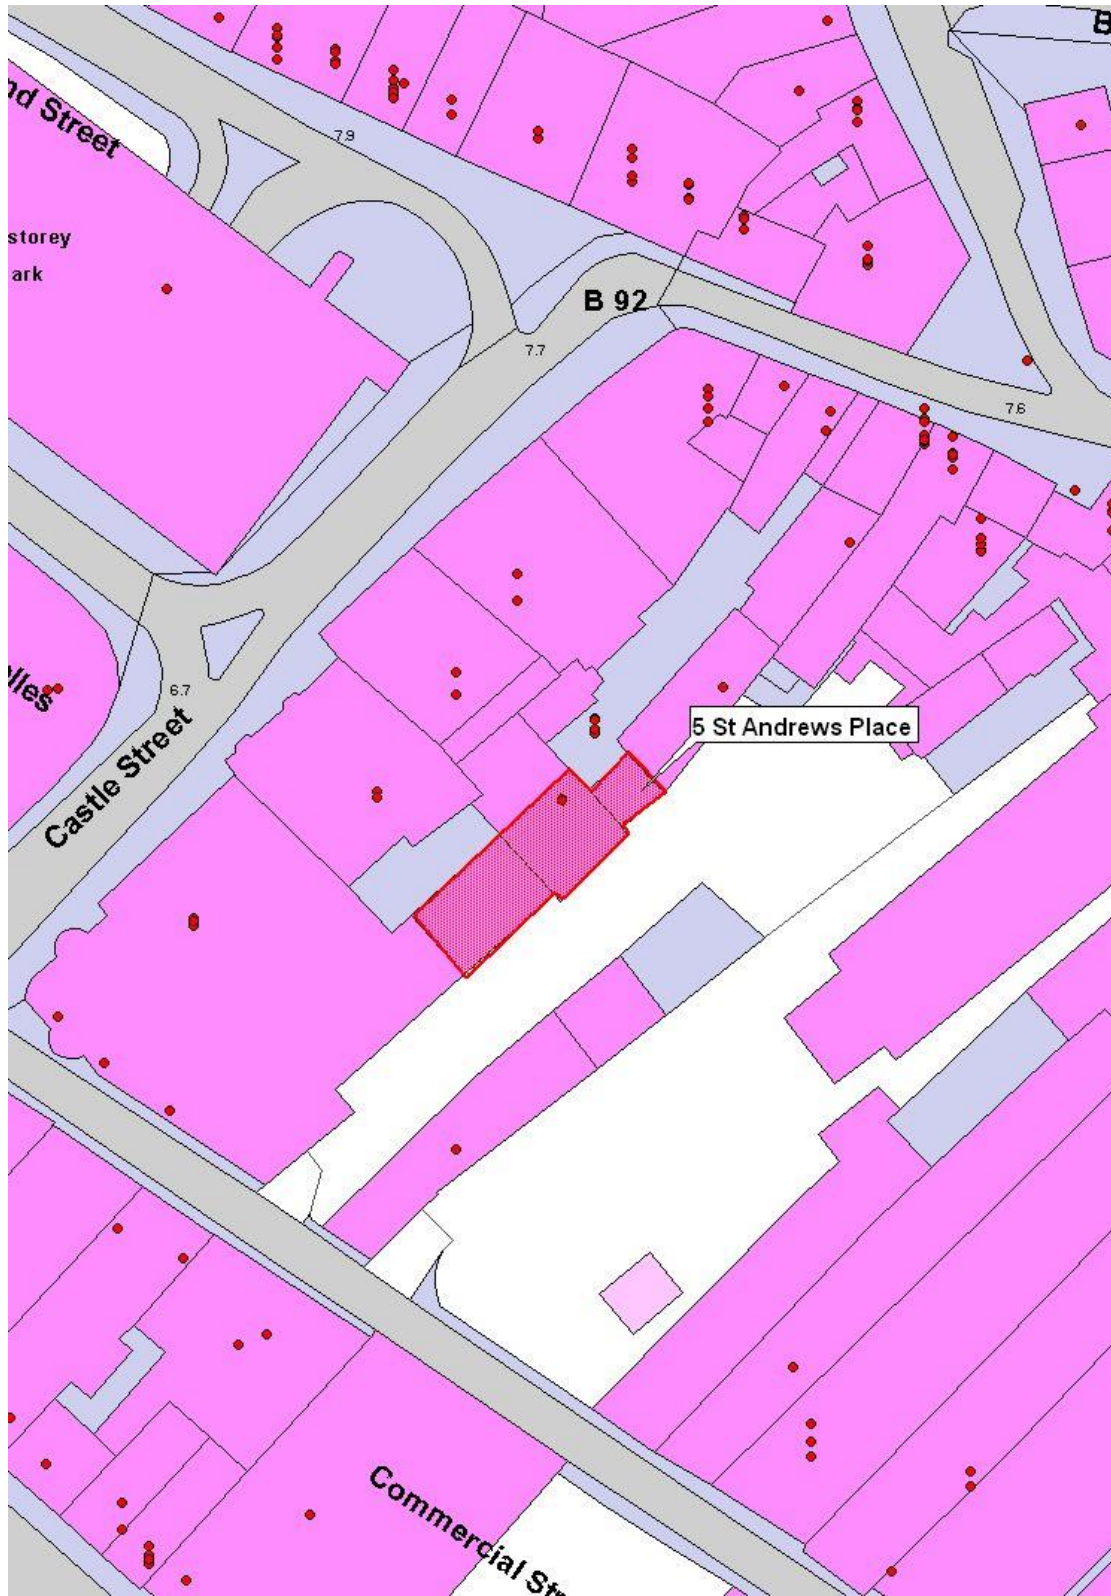 B
nd Street
7.9
storey
ark
B 92
7.7
7.6
lles
6.7
5 St Andrews Place
Castle Street
Commercial Str